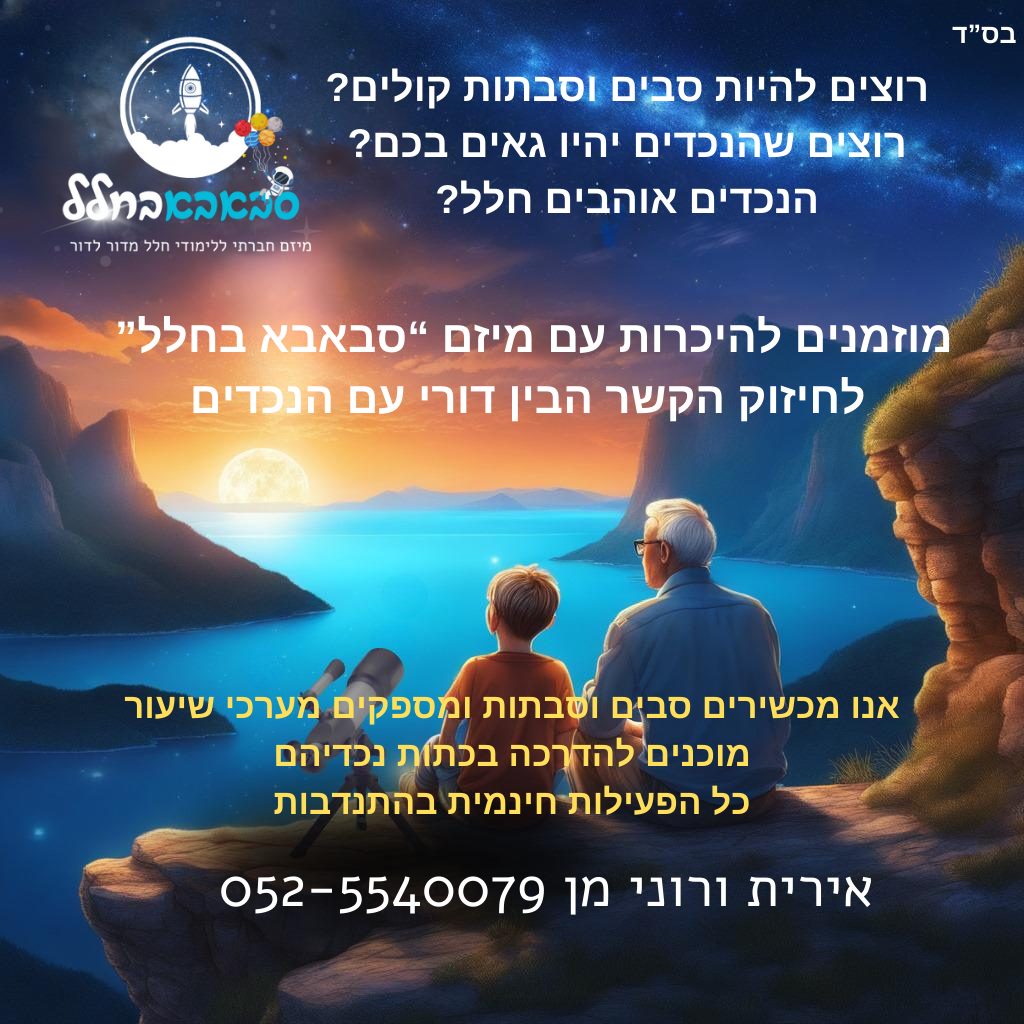 בס”ד
רוצים להיות סבים וסבתות קולים?
רוצים שהנכדים יהיו גאים בכם?
הנכדים אוהבים חלל?
סבאבא בחלל
מיזם חברתי ללימודי חלל מדור לדור
מוזמנים להיכרות עם מיזם “סבאבא בחלל”
לחיזוק הקשר הבין דורי עם הנכדים
אנו מכשירים סבים וסבתות ומספקים מערכי שיעור
מוכנים להדרכה בכתות נכדיהם
כל הפעילות חינמית בהתנדבות
אירית ורוני מן 052-5540079